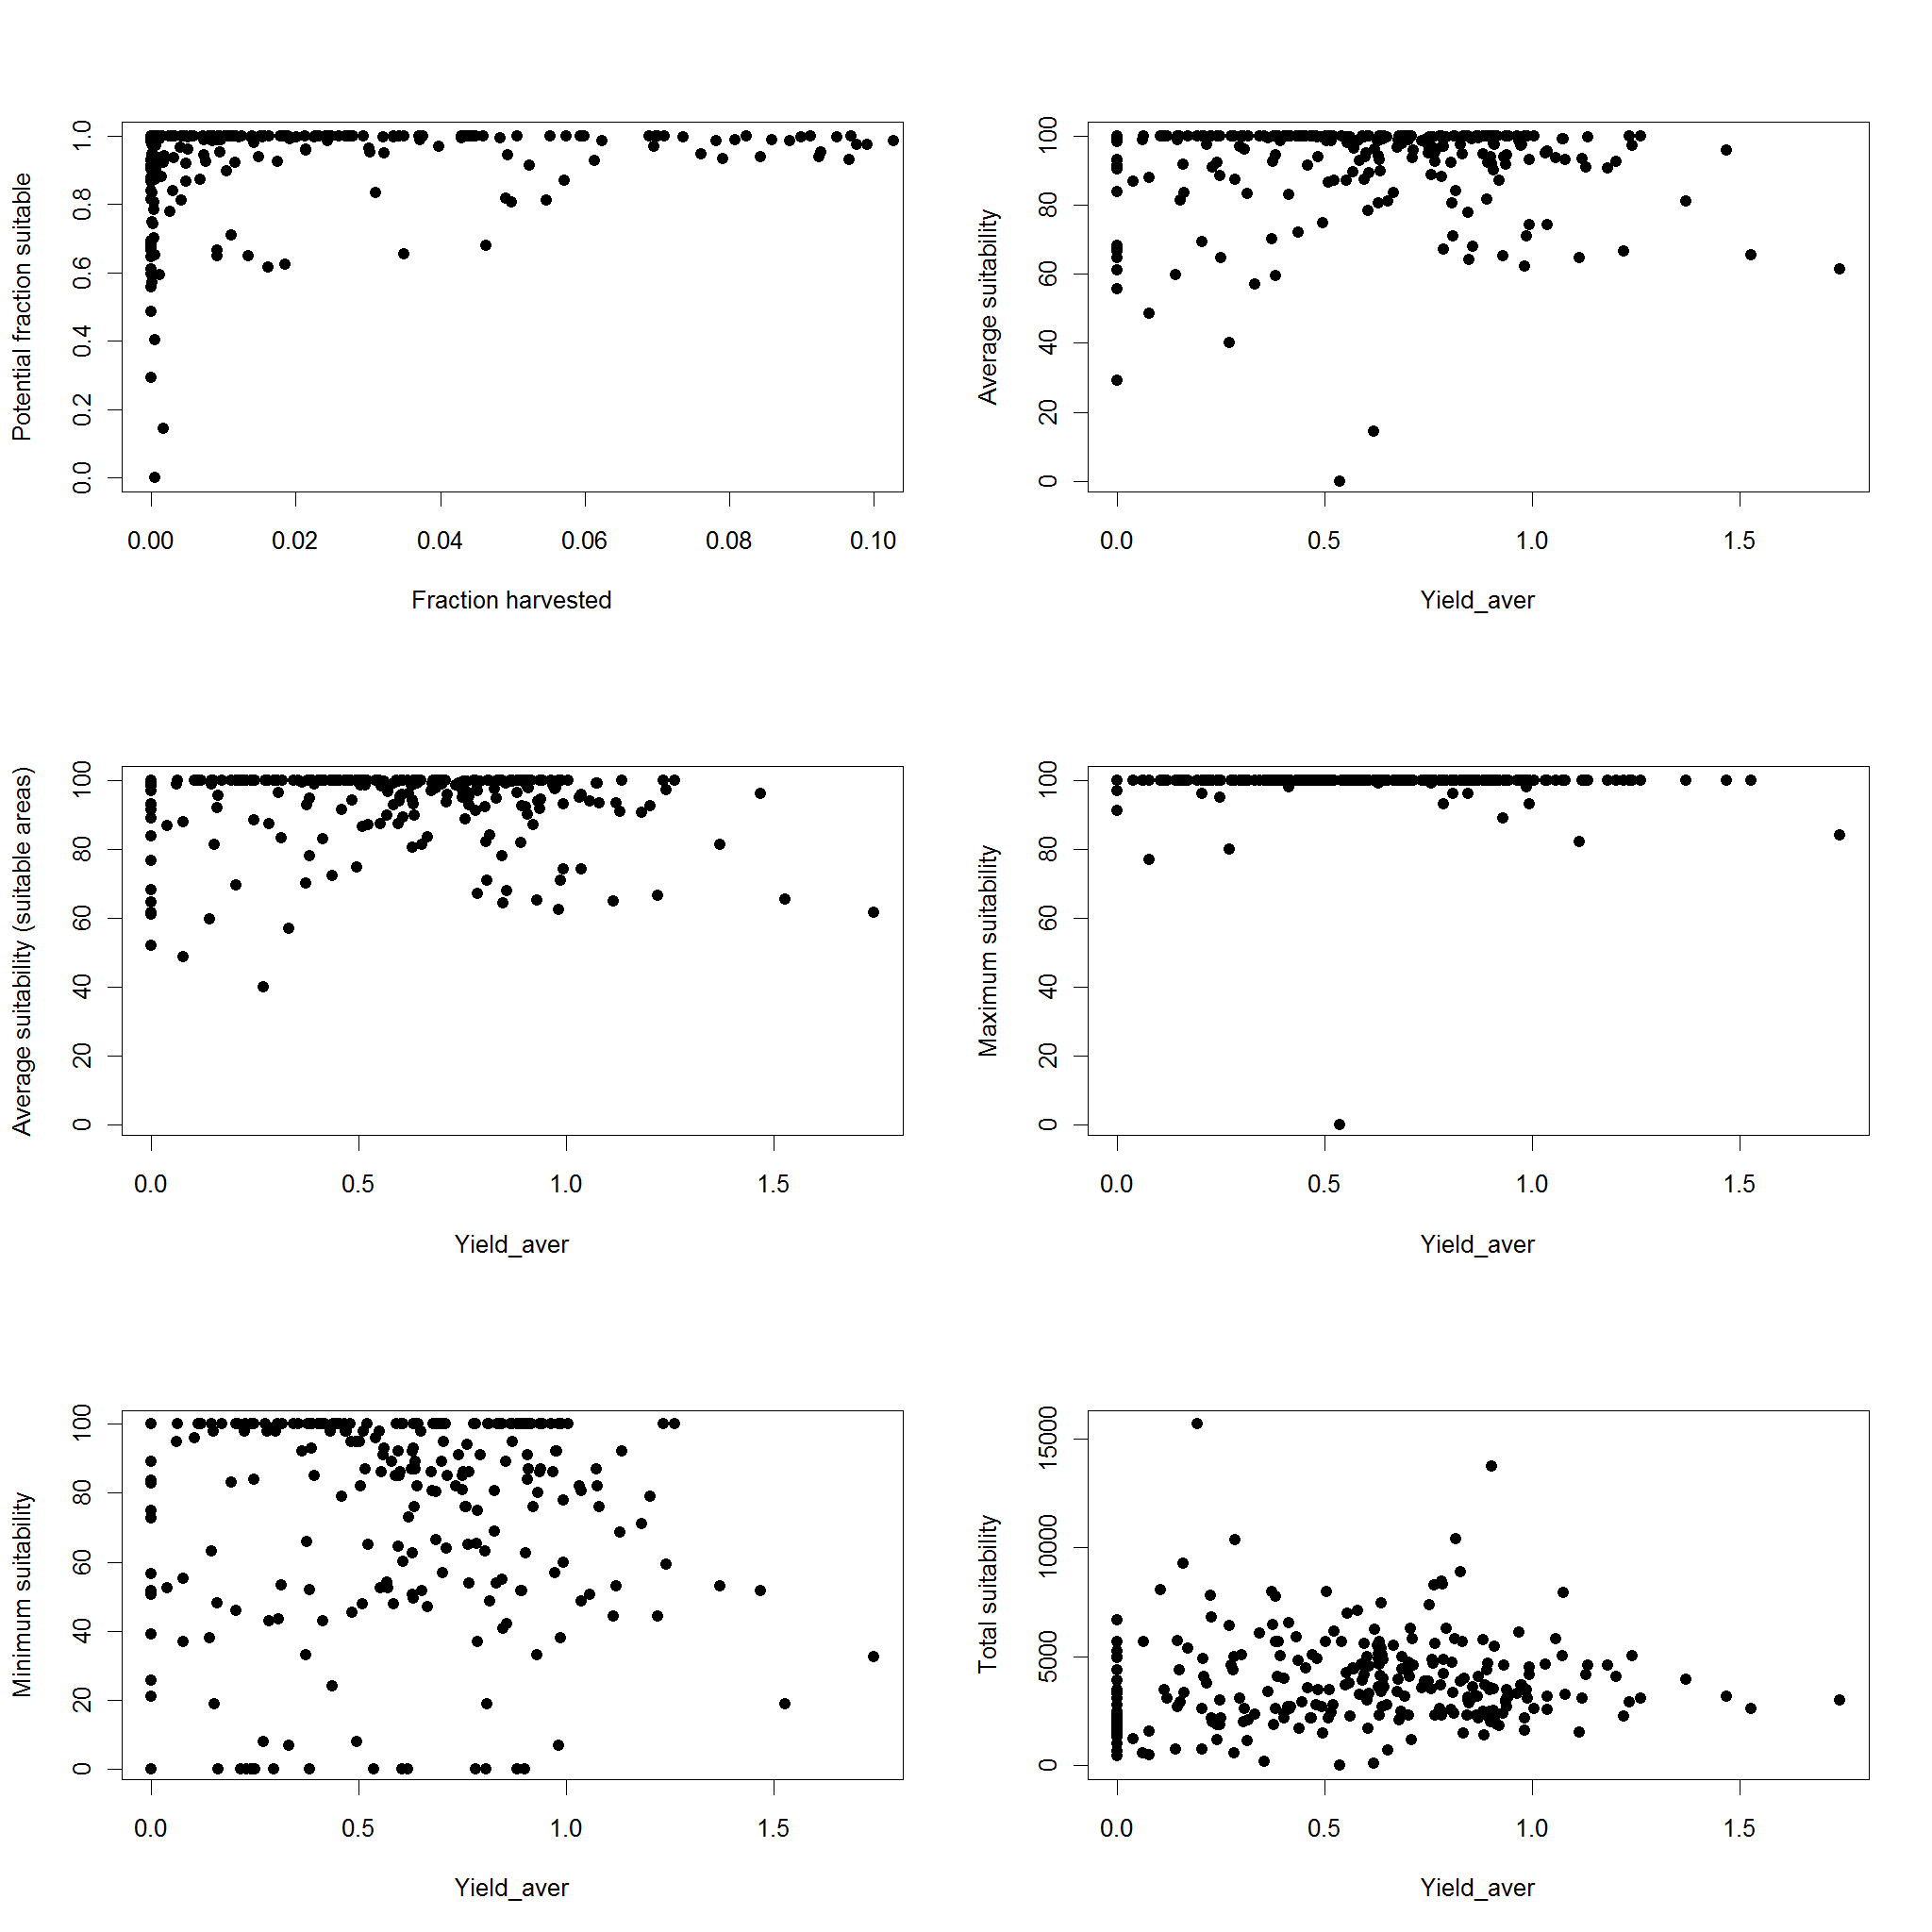 Potential fraction suitable
1.0
0.8
0.6
0.4
0.2
0.0
0.00 0.02 0.04 0.06 0.08 0.10
Fraction harvested
Average suitability
100
80
60
40
20
0
0.0 0.5 1.0 1.5
Yield_aver
Average suitability (suitable areas)
100
80
60
40
20
0
0.0 0.5 1.0 1.5
Yield_aver
Maximum suitability
100
80
60
40
20
0
0.0 0.5 1.0 1.5
Yield_aver
Minimum suitability
100
80
60
40
20
0
0.0 0.5 1.0 1.5
Yield_aver
Total suitability
15000
10000
5000
0
0.0 0.5 1.0 1.5
Yield_aver